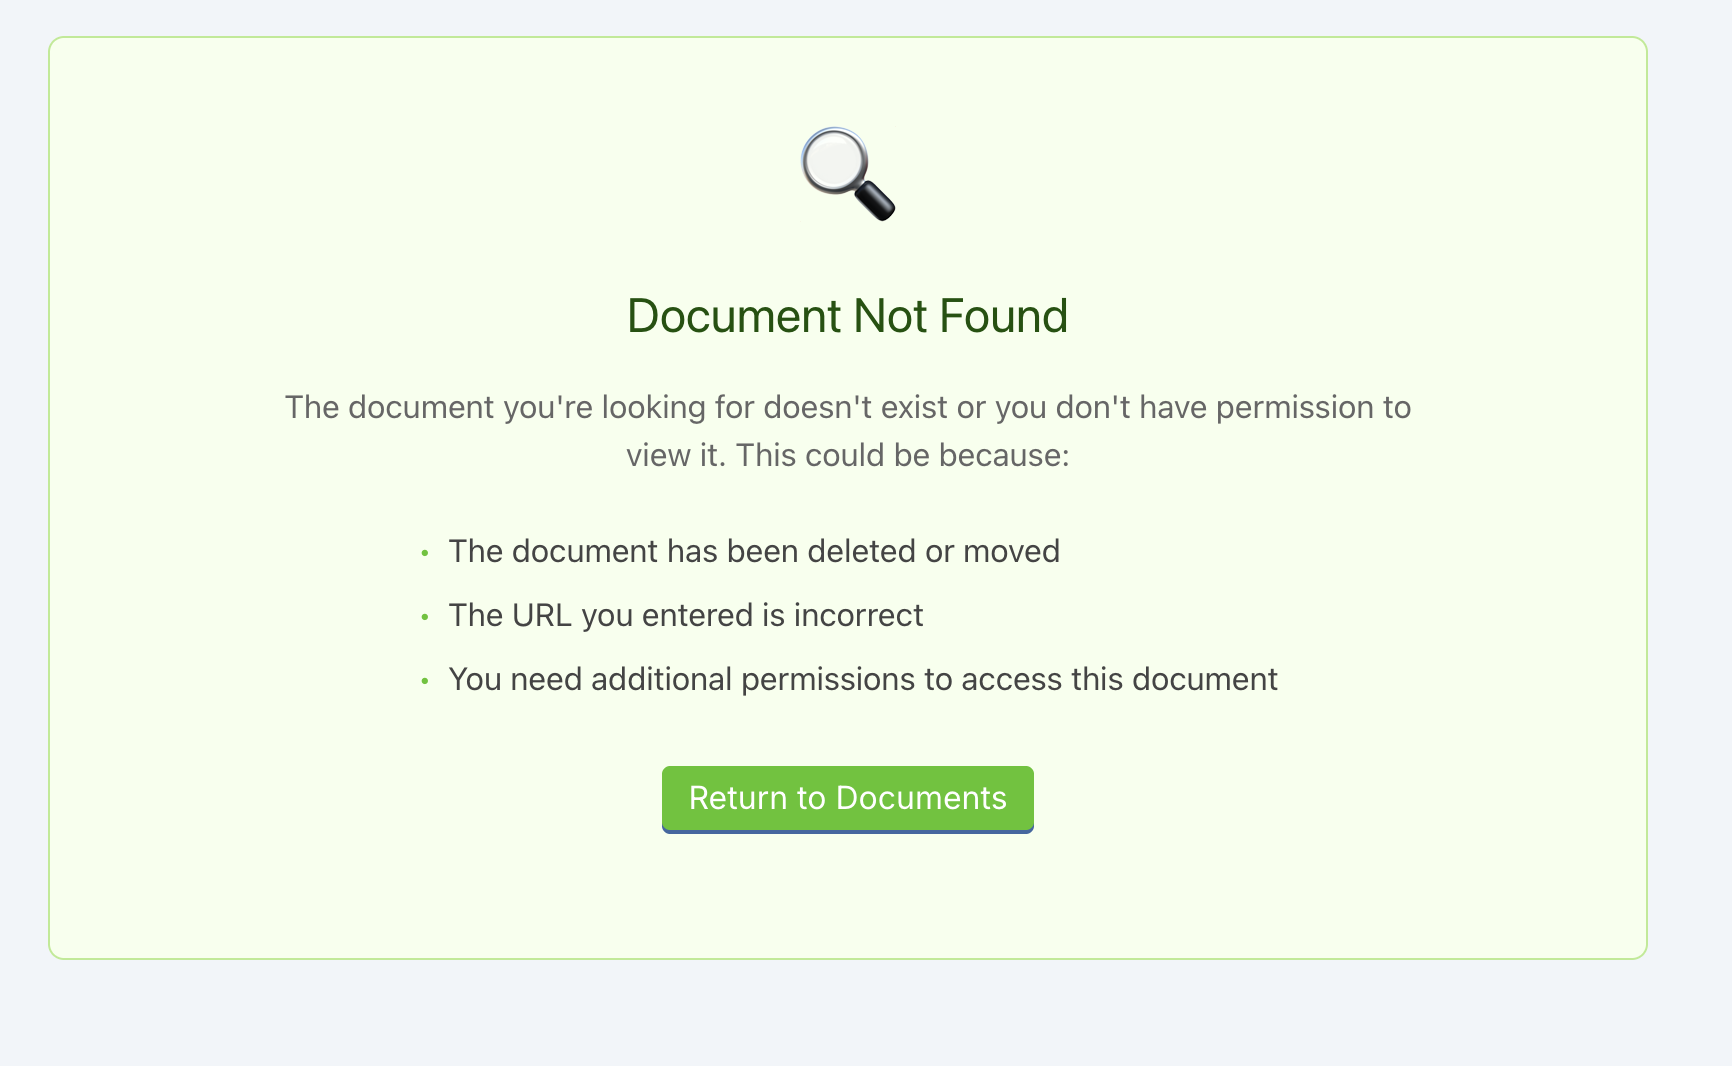 Document Not Found
The document you're looking for doesn't exist or you don't have permission to
view it. This could be because:
• The document has been deleted or moved
• The URL you entered is incorrect
• You need additional permissions to access this document
Return to Documents